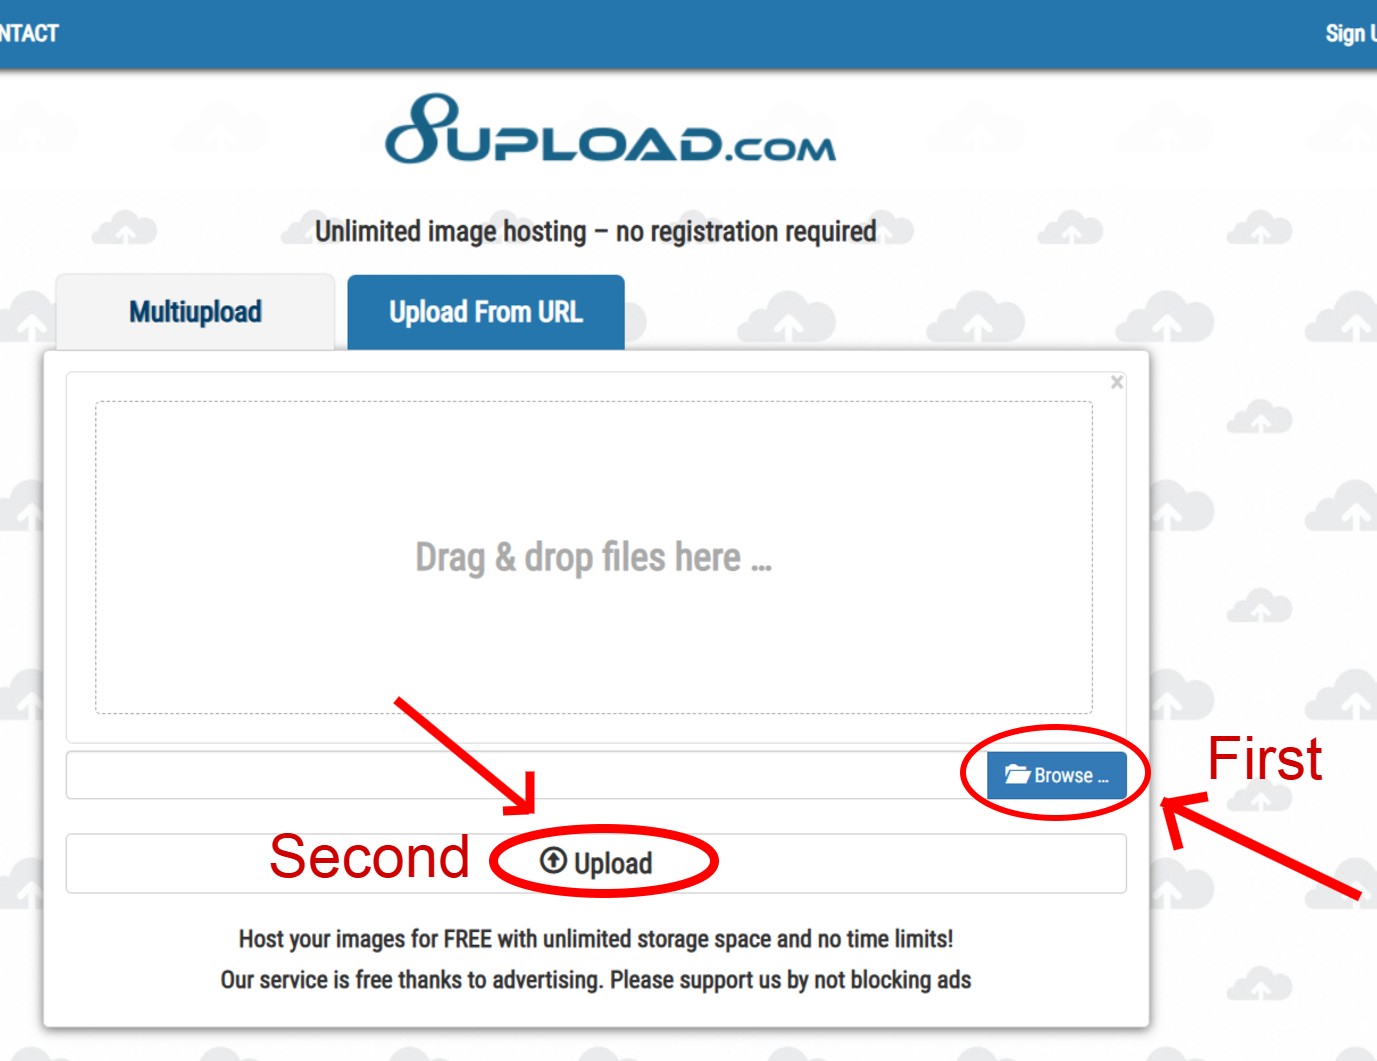 NTACT
Sign U
8UPLOAD.COM
Unlimited image hosting – no registration required
Multiupload
Upload From URL
×
Drag & drop files here ...
Browse ...
First
Second
Upload
Host your images for FREE with unlimited storage space and no time limits!
Our service is free thanks to advertising. Please support us by not blocking ads